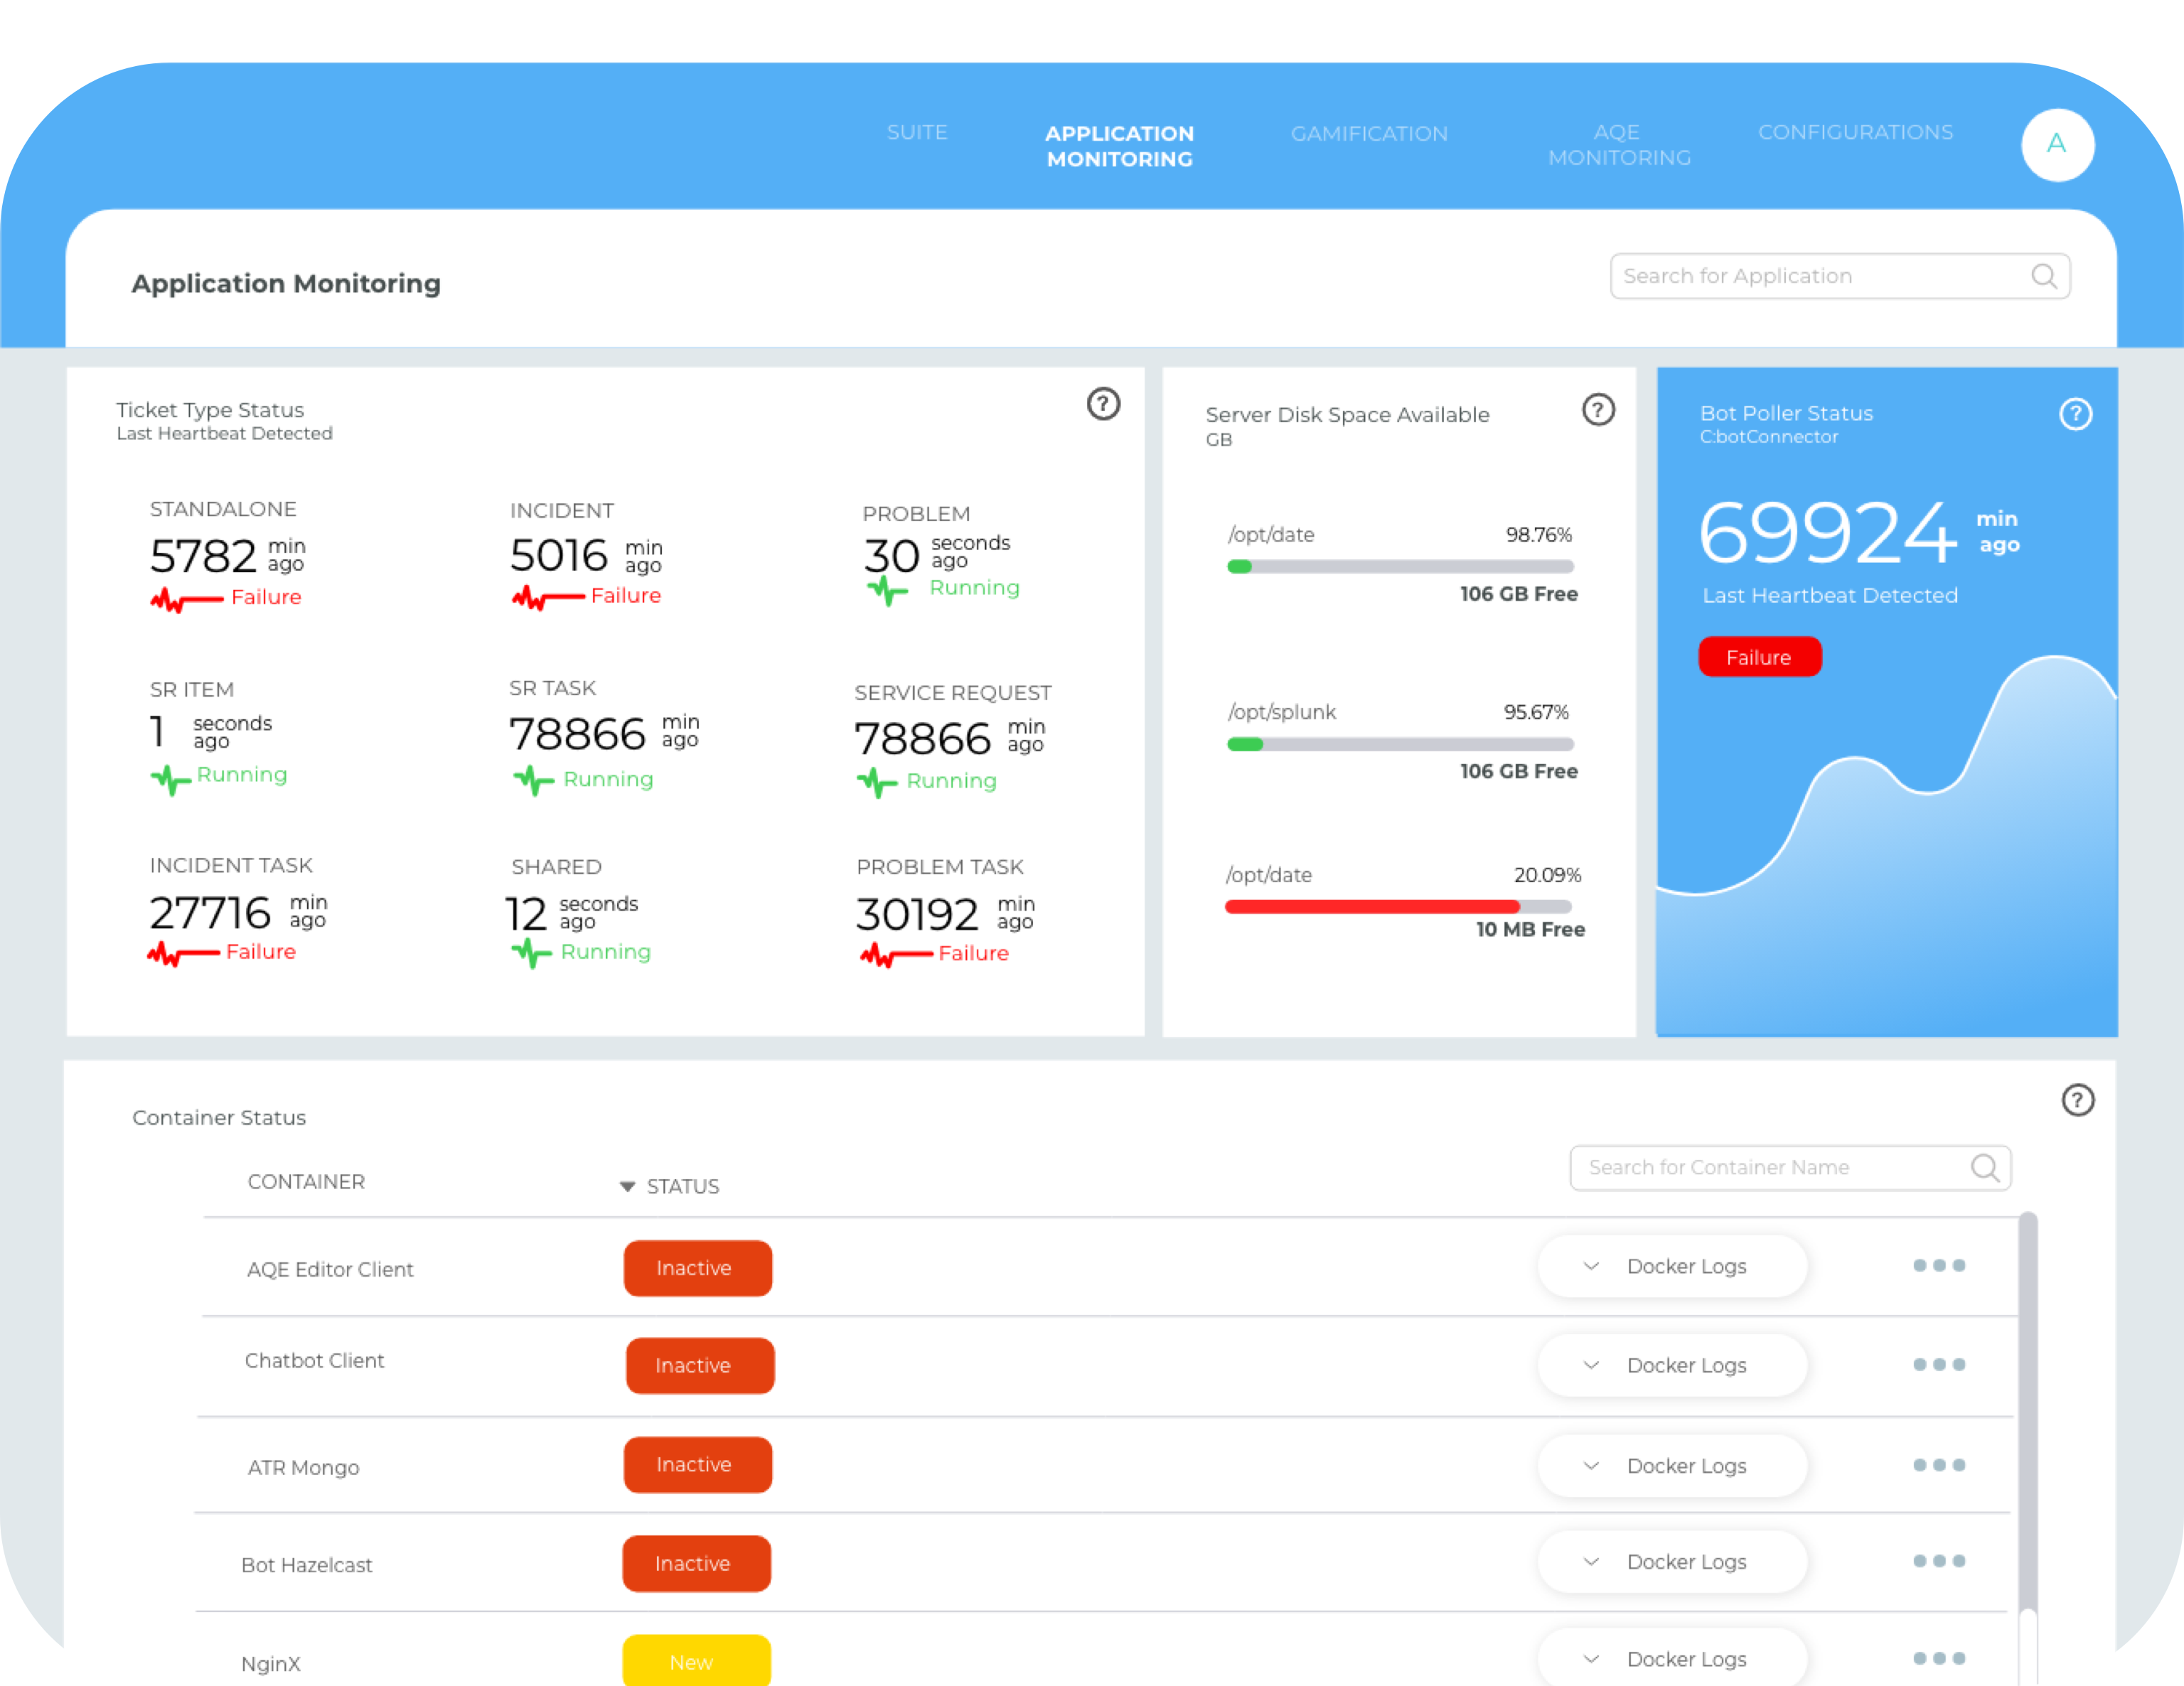 SUITE
APPLICATION
MONITORING
GAMIFICATION
AQE
MONITORING
CONFIGURATIONS
A
Application Monitoring
Search for Application
Ticket Type Status
Last Heartbeat Detected
?
STANDALONE
5782 min ago
Failure
INCIDENT
5016 min ago
Failure
PROBLEM
30 seconds ago
Running
SR ITEM
1 seconds ago
Running
SR TASK
78866 min ago
Running
SERVICE REQUEST
78866 min ago
Running
INCIDENT TASK
27716 min ago
Failure
SHARED
12 seconds ago
Running
PROBLEM TASK
30192 min ago
Failure
Server Disk Space Available
GB
?
/opt/date 98.76%
106 GB Free
/opt/splunk 95.67%
106 GB Free
/opt/date 20.09%
10 MB Free
Bot Poller Status
C:botConnector
?
69924 min ago
Last Heartbeat Detected
Failure
Container Status
?
CONTAINER
STATUS
Search for Container Name
AQE Editor Client Inactive Docker Logs
Chatbot Client Inactive Docker Logs
ATR Mongo Inactive Docker Logs
Bot Hazelcast Inactive Docker Logs
NginX New Docker Logs